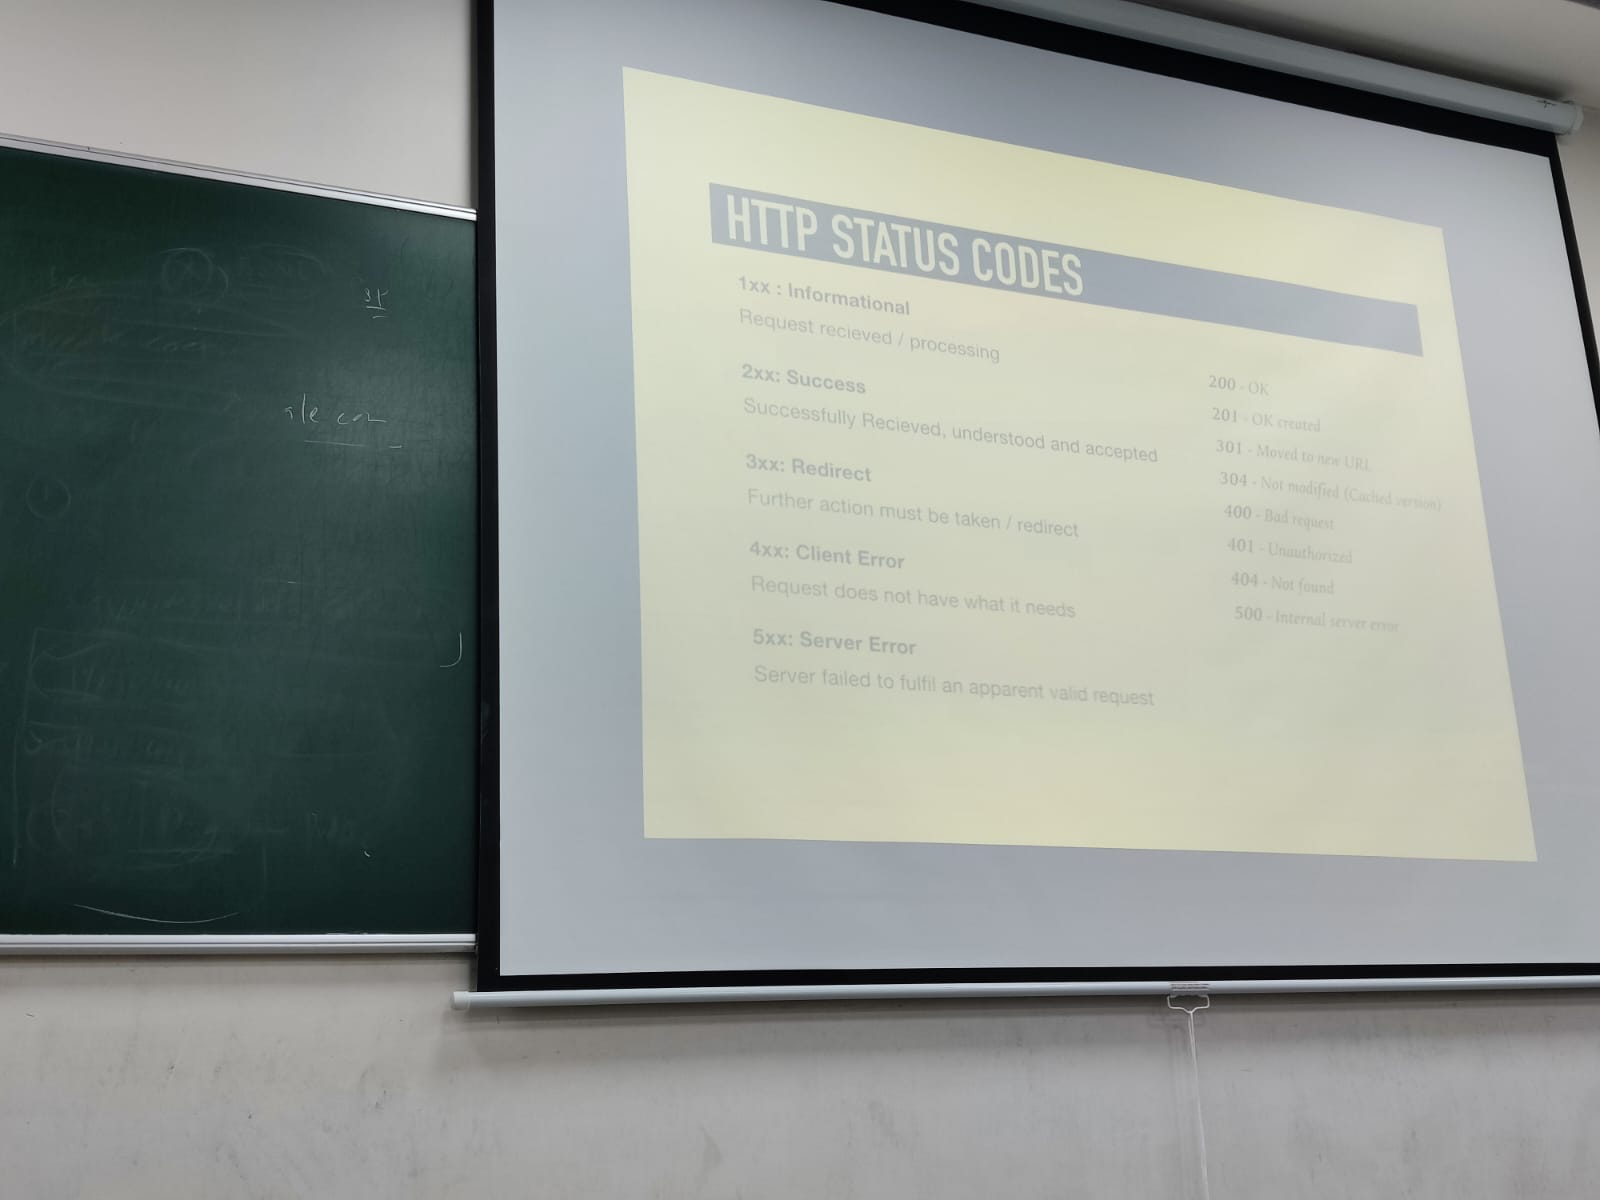 HTTP STATUS CODES
1xx : Informational
Request recieved / processing
2xx: Success
Successfully Recieved, understood and accepted
3xx: Redirect
Further action must be taken / redirect
4xx: Client Error
Request does not have what it needs
5xx: Server Error
Server failed to fulfil an apparent valid request
200 - OK
201 - OK created
301 - Moved to new URL
304 - Not modified (Cached version)
400 - Bad request
401 - Unauthorized
404 - Not found
500 - Internal server error